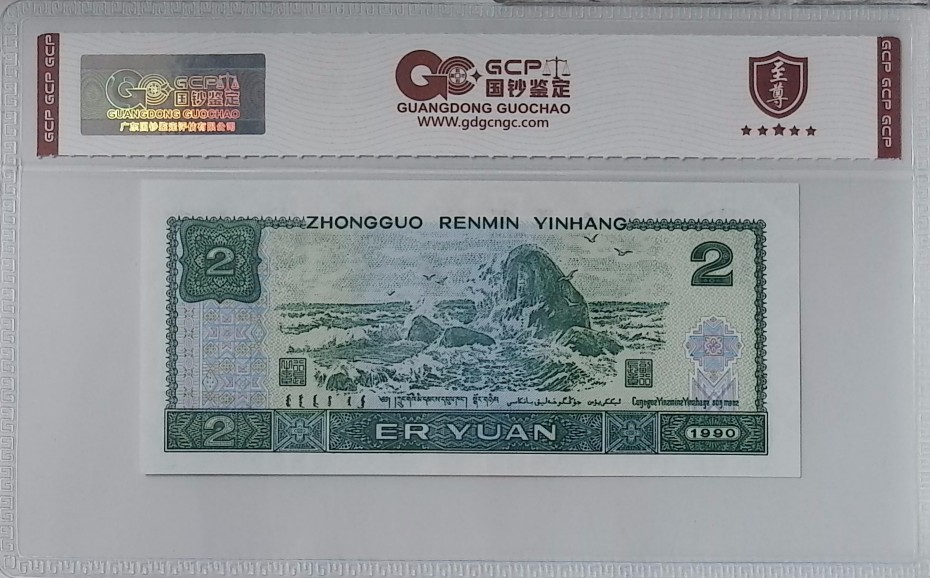 GCP GCP GCP
GCP
国钞鉴定
GUANGDONG GUOCHAO
广东国钞鉴定评估有限公司
GCP
国钞鉴定
GUANGDONG GUOCHAO
WWW.gdgcngc.com
至尊
GCP GCP GCP
ZHONGGUO RENMIN YINHANG
2
2
2
ER YUAN
1990